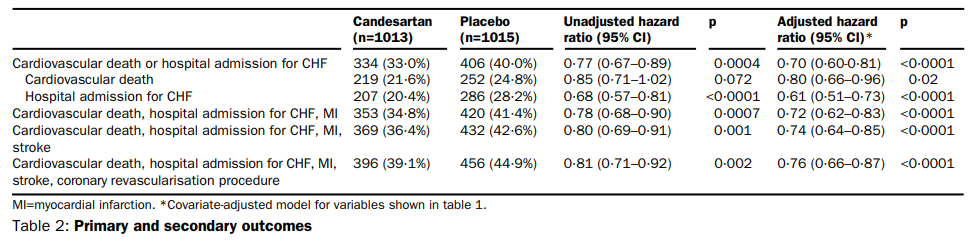 Candesartan Placebo Unadjusted hazard p Adjusted hazard p
(n=1013) (n=1015) ratio (95% CI) ratio (95% CI)*
Cardiovascular death or hospital admission for CHF 334 (33·0%) 406 (40·0%) 0·77 (0·67–0·89) 0·0004 0·70 (0·60-0·81) <0·0001
Cardiovascular death 219 (21·6%) 252 (24·8%) 0·85 (0·71–1·02) 0·072 0·80 (0·66–0·96) 0·02
Hospital admission for CHF 207 (20·4%) 286 (28·2%) 0·68 (0·57–0·81) <0·0001 0·61 (0·51–0·73) <0·0001
Cardiovascular death, hospital admission for CHF, MI 353 (34·8%) 420 (41·4%) 0·78 (0·68–0·90) 0·0007 0·72 (0·62–0·83) <0·0001
Cardiovascular death, hospital admission for CHF, MI, 369 (36·4%) 432 (42·6%) 0·80 (0·69–0·91) 0·001 0·74 (0·64–0·85) <0·0001
stroke
Cardiovascular death, hospital admission for CHF, MI, 396 (39·1%) 456 (44·9%) 0·81 (0·71–0·92) 0·002 0·76 (0·66–0·87) <0·0001
stroke, coronary revascularisation procedure
MI=myocardial infarction. *Covariate-adjusted model for variables shown in table 1.
Table 2: Primary and secondary outcomes